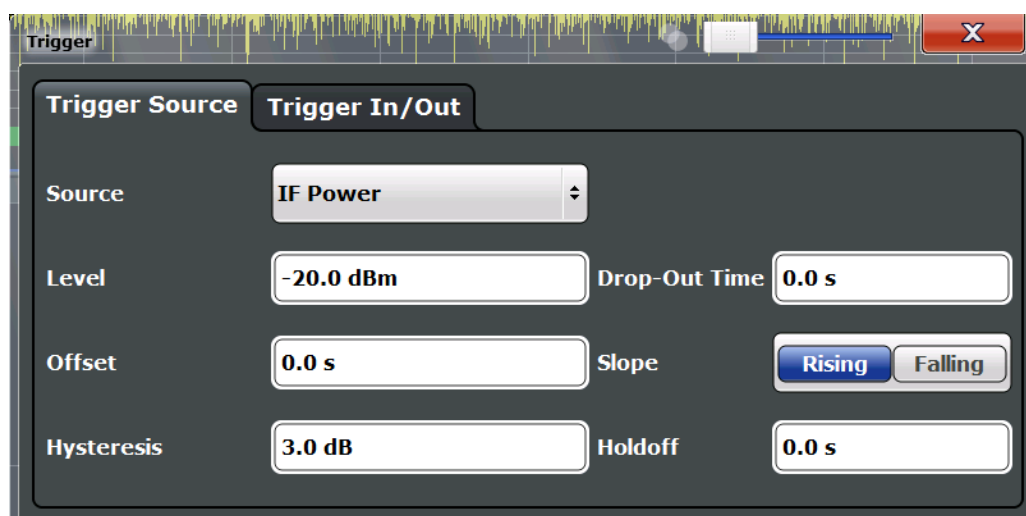 Trigger
X
Trigger Source Trigger In/Out
Source IF Power
Level -20.0 dBm Drop-Out Time 0.0 s
Offset 0.0 s Slope Rising Falling
Hysteresis 3.0 dB Holdoff 0.0 s